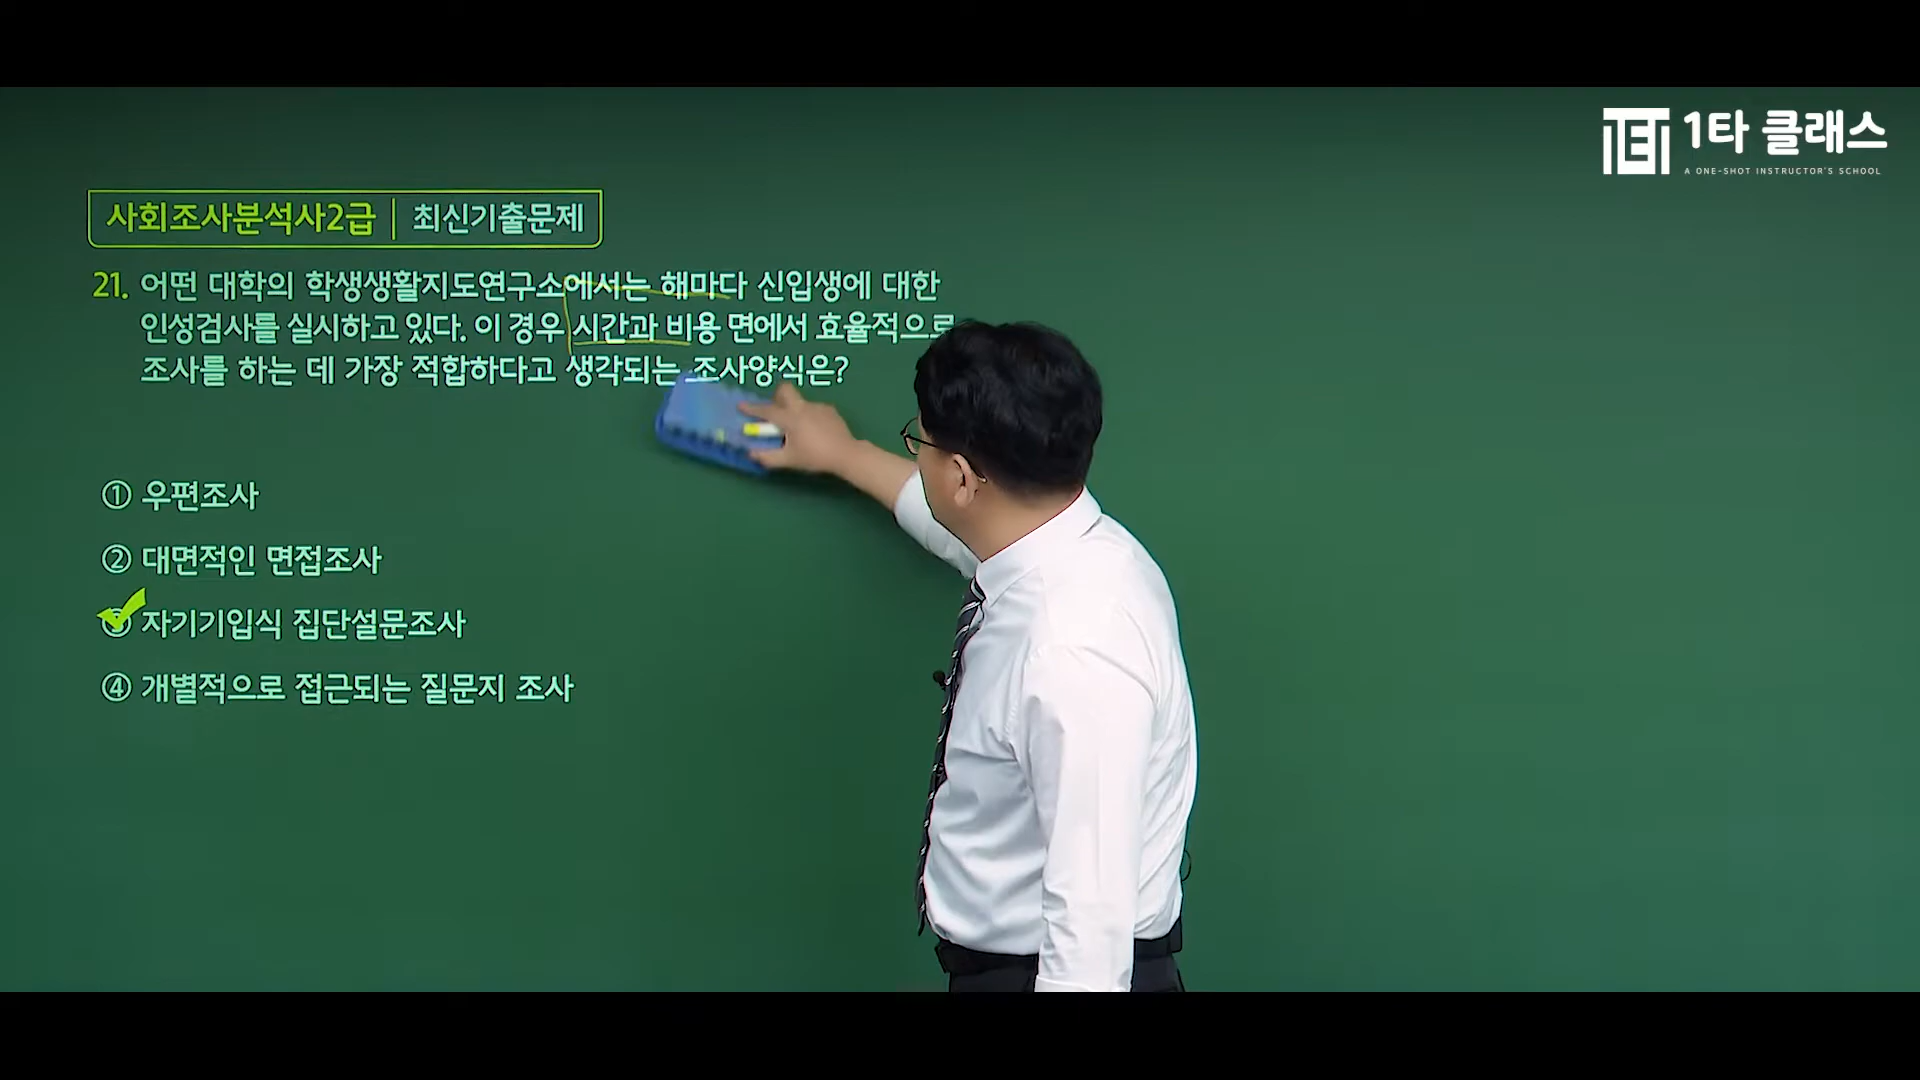 1타 클래스
A ONE-SHOT INSTRUCTOR'S SCHOOL
사회조사분석사2급 | 최신기출문제
21. 어떤 대학의 학생생활지도연구소에서는 해마다 신입생에 대한
인성검사를 실시하고 있다. 이 경우 시간과 비용 면에서 효율적으로
조사를 하는 데 가장 적합하다고 생각되는 조사양식은?
① 우편조사
② 대면적인 면접조사
③ 자기기입식 집단설문조사
④ 개별적으로 접근되는 질문지 조사